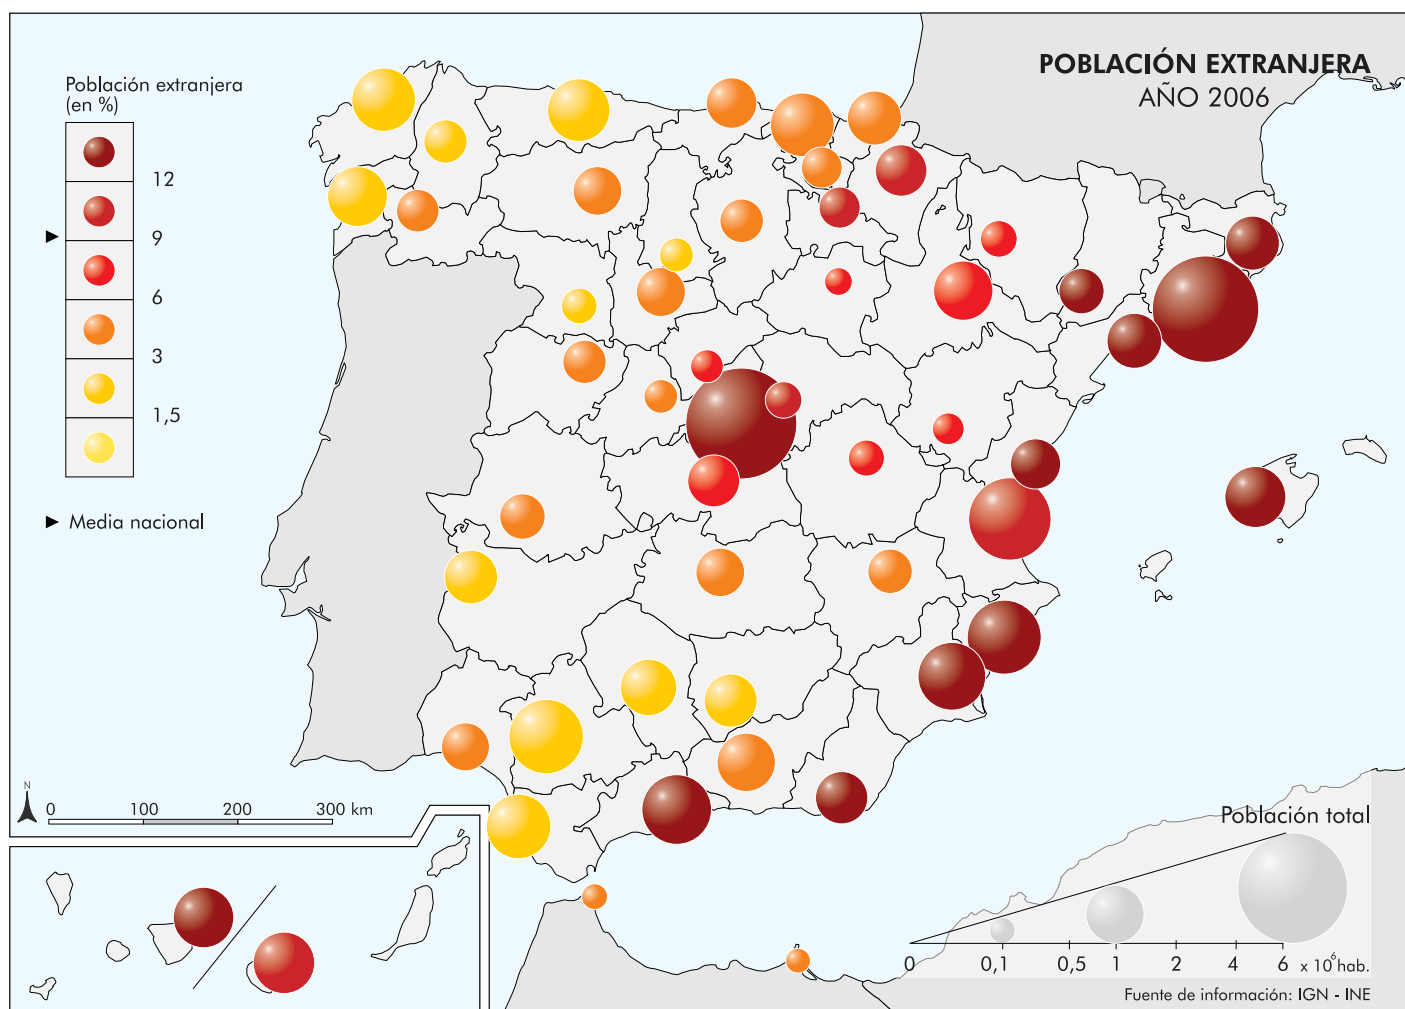 POBLACIÓN EXTRANJERA
AÑO 2006
Población extranjera
(en %)
12
9
6
3
1,5
Media nacional
N
0 100 200 300 km
Población total
0 0,1 0,5 1 2 4 6 x 10⁶ hab.
Fuente de información: IGN - INE